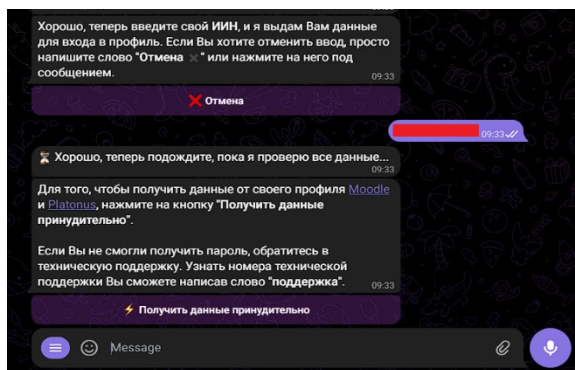 Хорошо, теперь введите свой ИИН, и я выдам Вам данные
для входа в профиль. Если Вы хотите отменить ввод, просто
напишите слово "Отмена ❌" или нажмите на него под
сообщением.
09:33
❌ Отмена
09:33
⏳ Хорошо, теперь подождите, пока я проверю все данные...
09:33
Для того, чтобы получить данные от своего профиля Moodle
и Platonus, нажмите на кнопку "Получить данные
принудительно".
Если Вы не смогли получить пароль, обратитесь в
техническую поддержку. Узнать номера технической
поддержки Вы сможете написав слово "поддержка".
09:33
⚡ Получить данные принудительно
Message